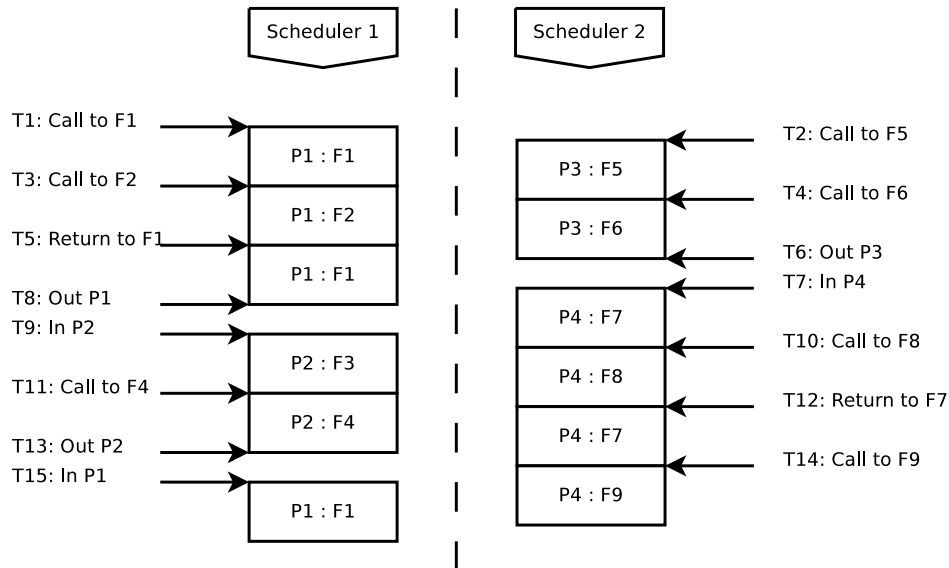 Scheduler 1
Scheduler 2
T1: Call to F1
P1 : F1
T3: Call to F2
P1 : F2
T5: Return to F1
P1 : F1
T8: Out P1
T9: In P2
P2 : F3
T11: Call to F4
P2 : F4
T13: Out P2
T15: In P1
P1 : F1
T2: Call to F5
P3 : F5
T4: Call to F6
P3 : F6
T6: Out P3
T7: In P4
P4 : F7
T10: Call to F8
P4 : F8
T12: Return to F7
P4 : F7
T14: Call to F9
P4 : F9